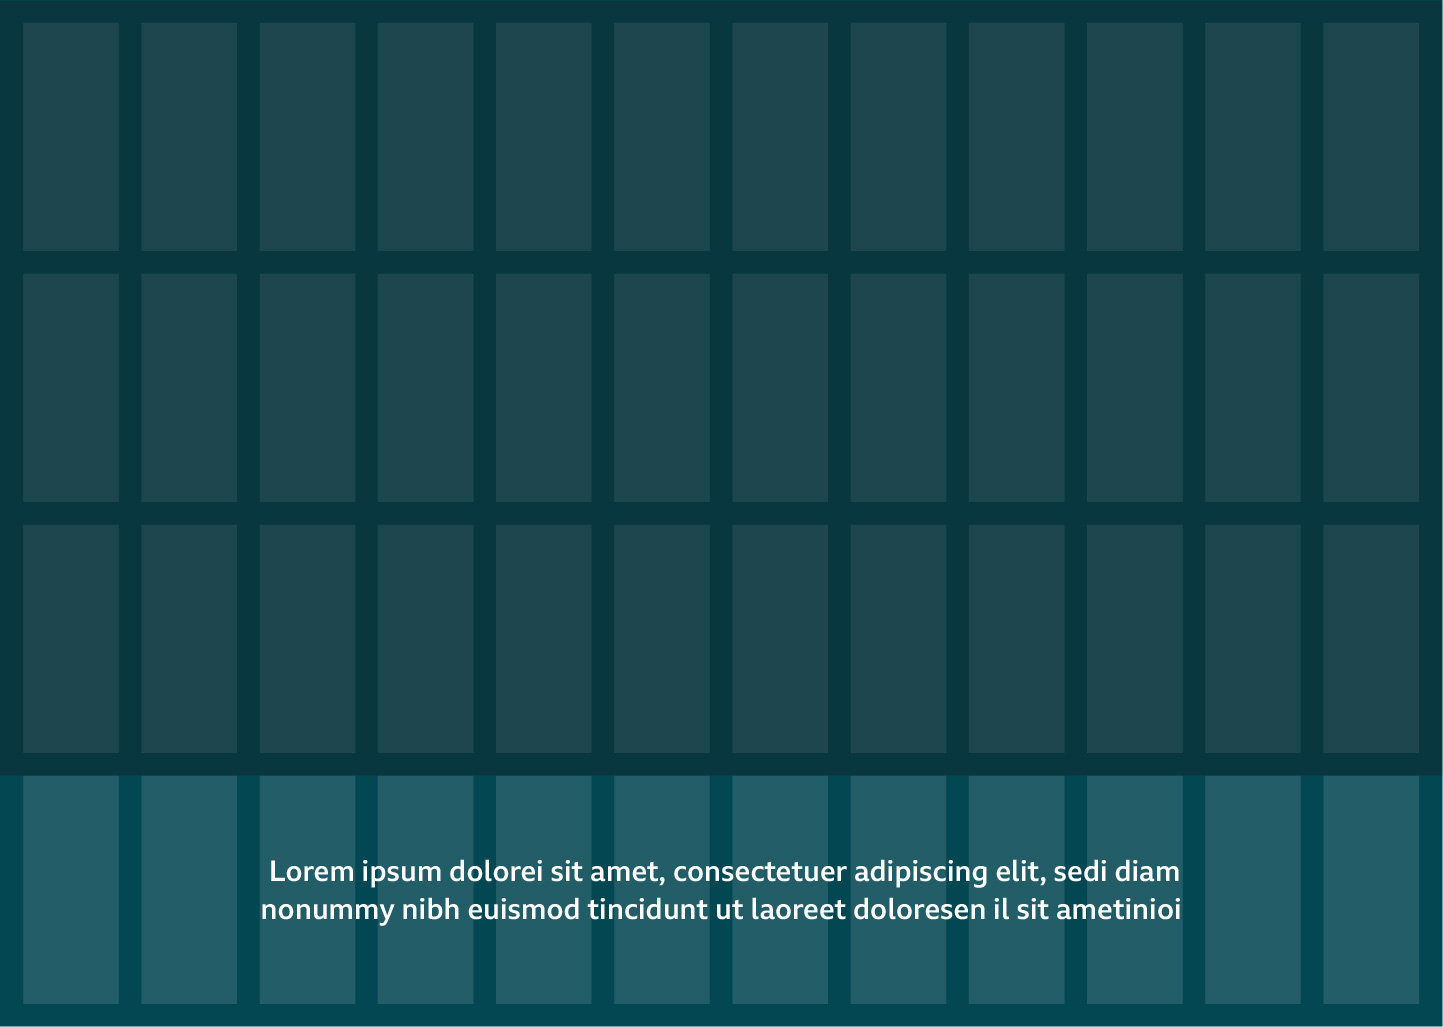 Lorem ipsum dolorei sit amet, consectetuer adipiscing elit, sedi diam
nonummy nibh euismod tincidunt ut laoreet doloresen il sit ametinioi